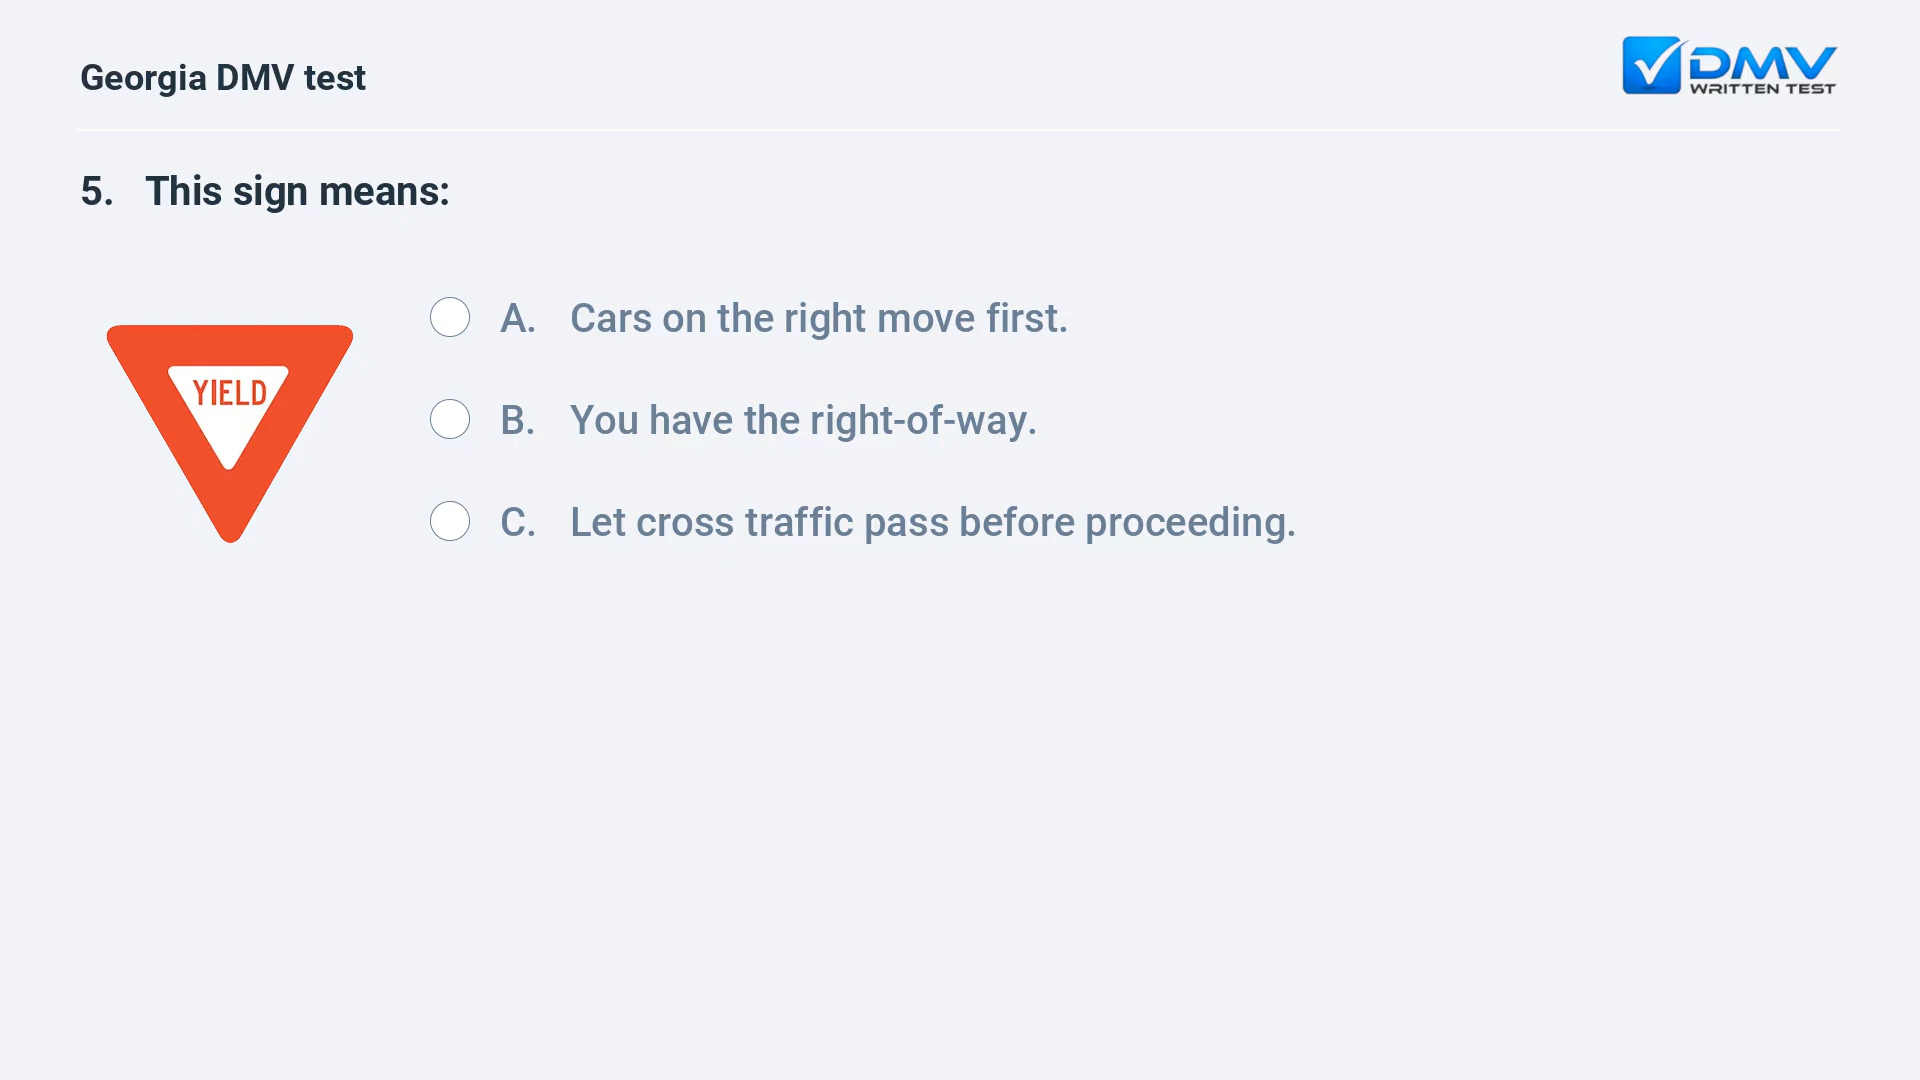 Georgia DMV test
DMV
WRITTEN TEST
5. This sign means:
YIELD
A. Cars on the right move first.
B. You have the right-of-way.
C. Let cross traffic pass before proceeding.